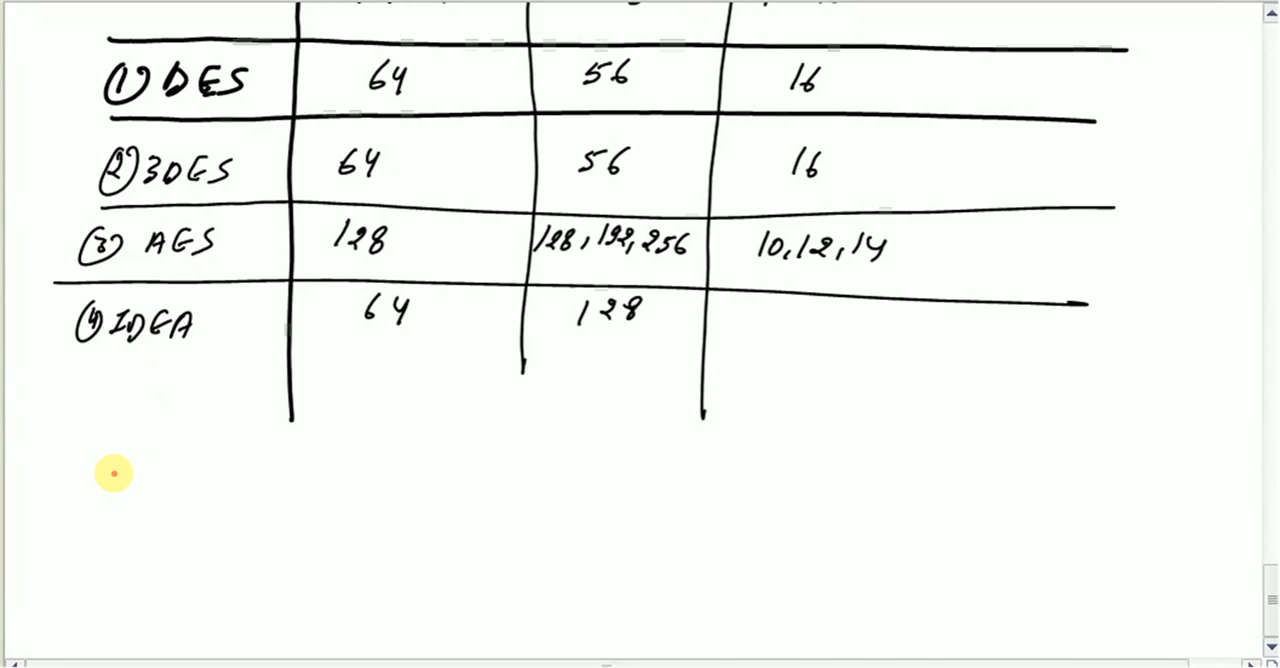 (1) DES 64 56 16
(2) 3DES 64 56 16
(3) AES 128 128, 192, 256 10, 12, 14
(4) IDEA 64 128